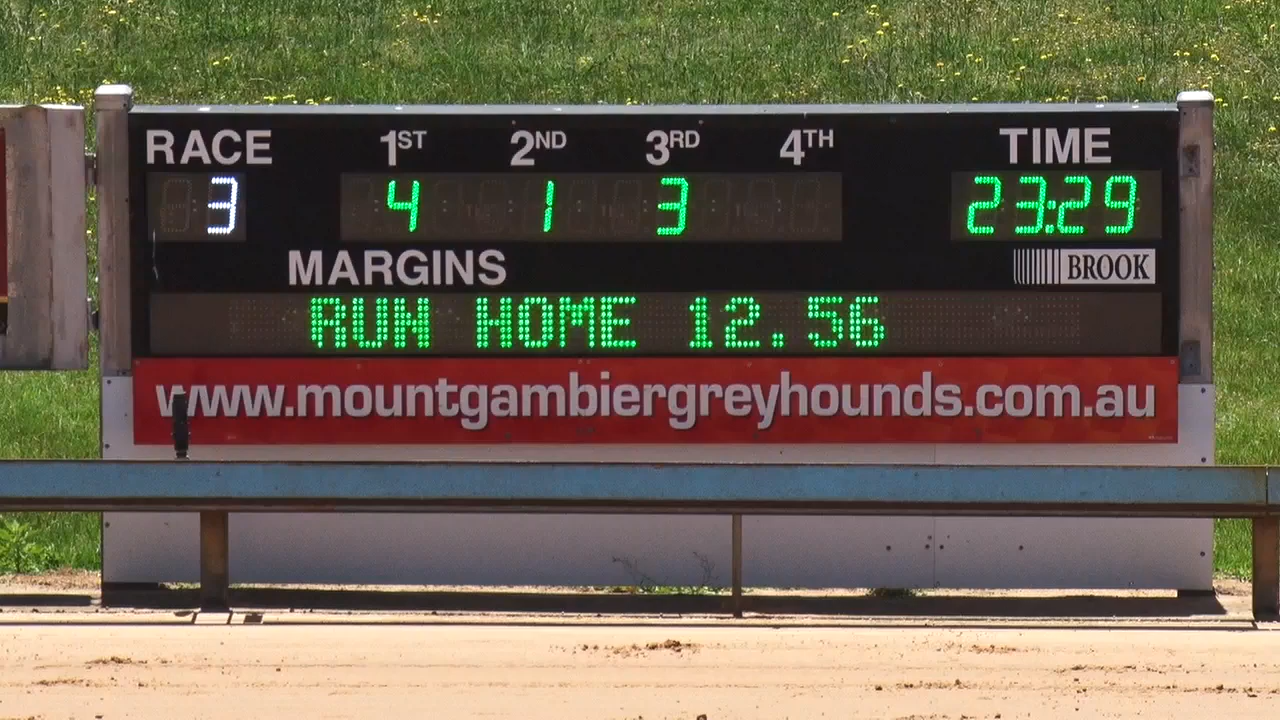 RACE 1ST 2ND 3RD 4TH TIME
3 4 1 3 23:29
MARGINS BROOK
RUN HOME 12.56
www.mountgambiergreyhounds.com.au